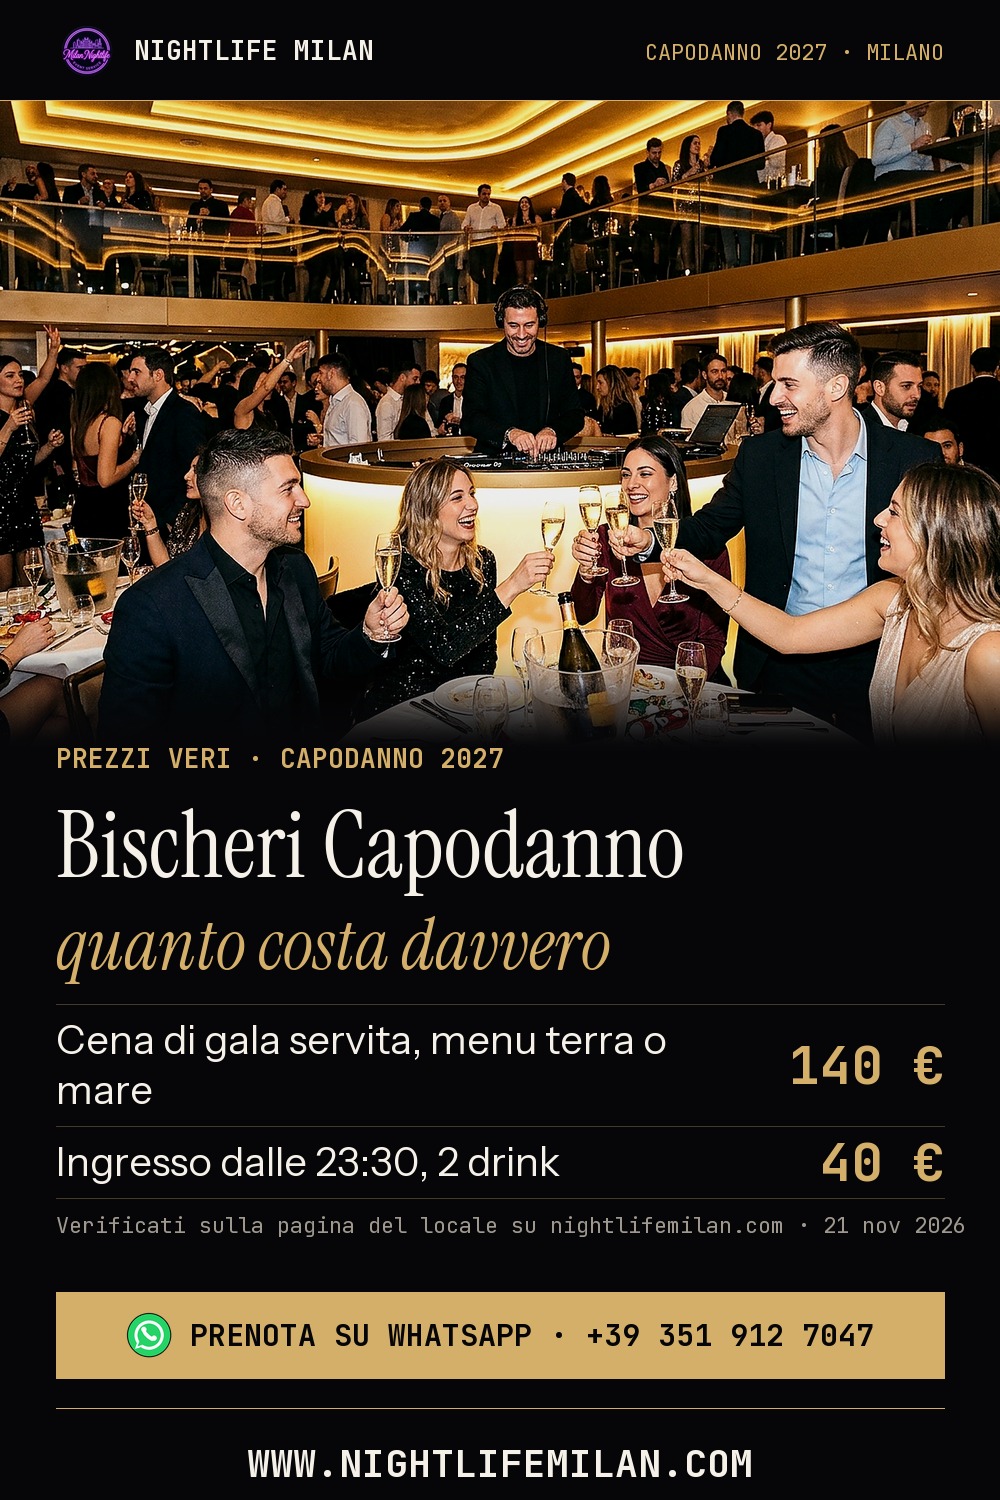 Milan Nightlife
NIGHTLIFE MILAN
CAPODANNO 2027 · MILANO
PREZZI VERI · CAPODANNO 2027
Bischeri Capodanno
quanto costa davvero
Cena di gala servita, menu terra o
mare
140 €
Ingresso dalle 23:30, 2 drink
40 €
Verificati sulla pagina del locale su nightlifemilan.com · 21 nov 2026
PRENOTA SU WHATSAPP · +39 351 912 7047
WWW.NIGHTLIFEMILAN.COM